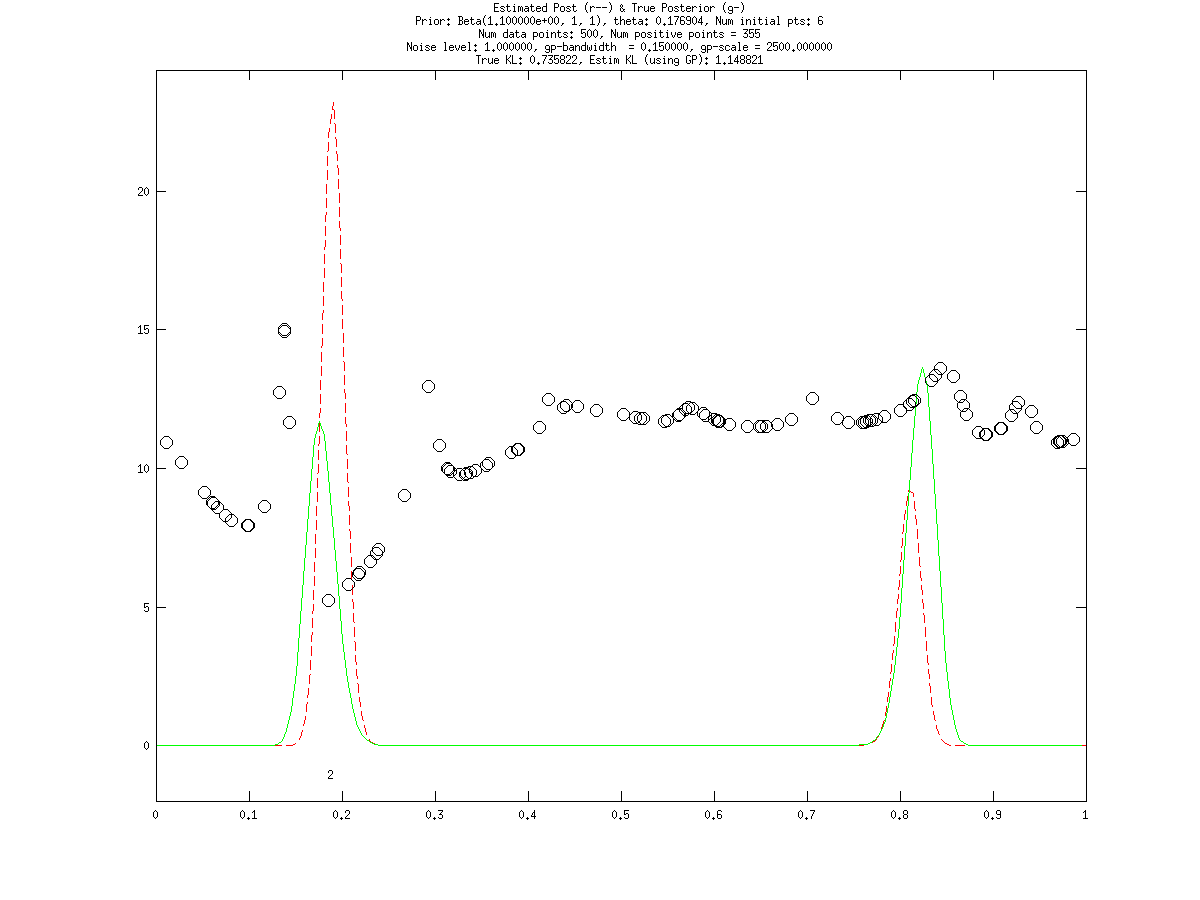 Estimated Post (r--) & True Posterior (g-)
Prior: Beta(1.100000e+00, 1, 1), theta: 0.176904, Num initial pts: 6
Num data points: 500, Num positive points = 355
Noise level: 1.000000, gp-bandwidth  = 0.150000, gp-scale = 2500.000000
True KL: 0.735822, Estim KL (using GP): 1.148821
20
15
10
5
0
2
0 0.1 0.2 0.3 0.4 0.5 0.6 0.7 0.8 0.9 1